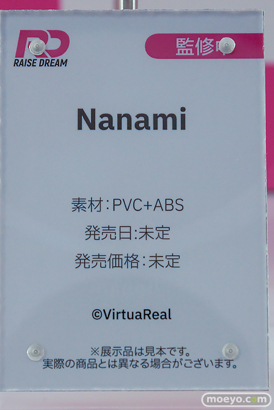 RAISE DREAM
監修中
Nanami
素材：PVC+ABS
発売日:未定
発売価格：未定
©VirtuaReal
※展示品は見本です。
実際の商品とは異なる場合がございます。
moeyo.com